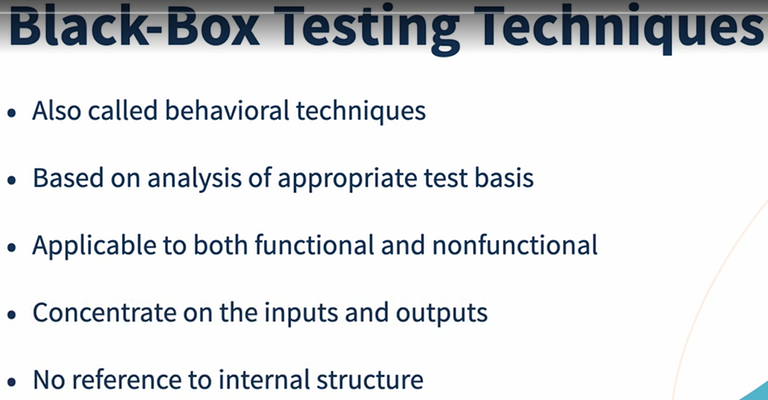 Black-Box Testing Techniques
• Also called behavioral techniques
• Based on analysis of appropriate test basis
• Applicable to both functional and nonfunctional
• Concentrate on the inputs and outputs
• No reference to internal structure